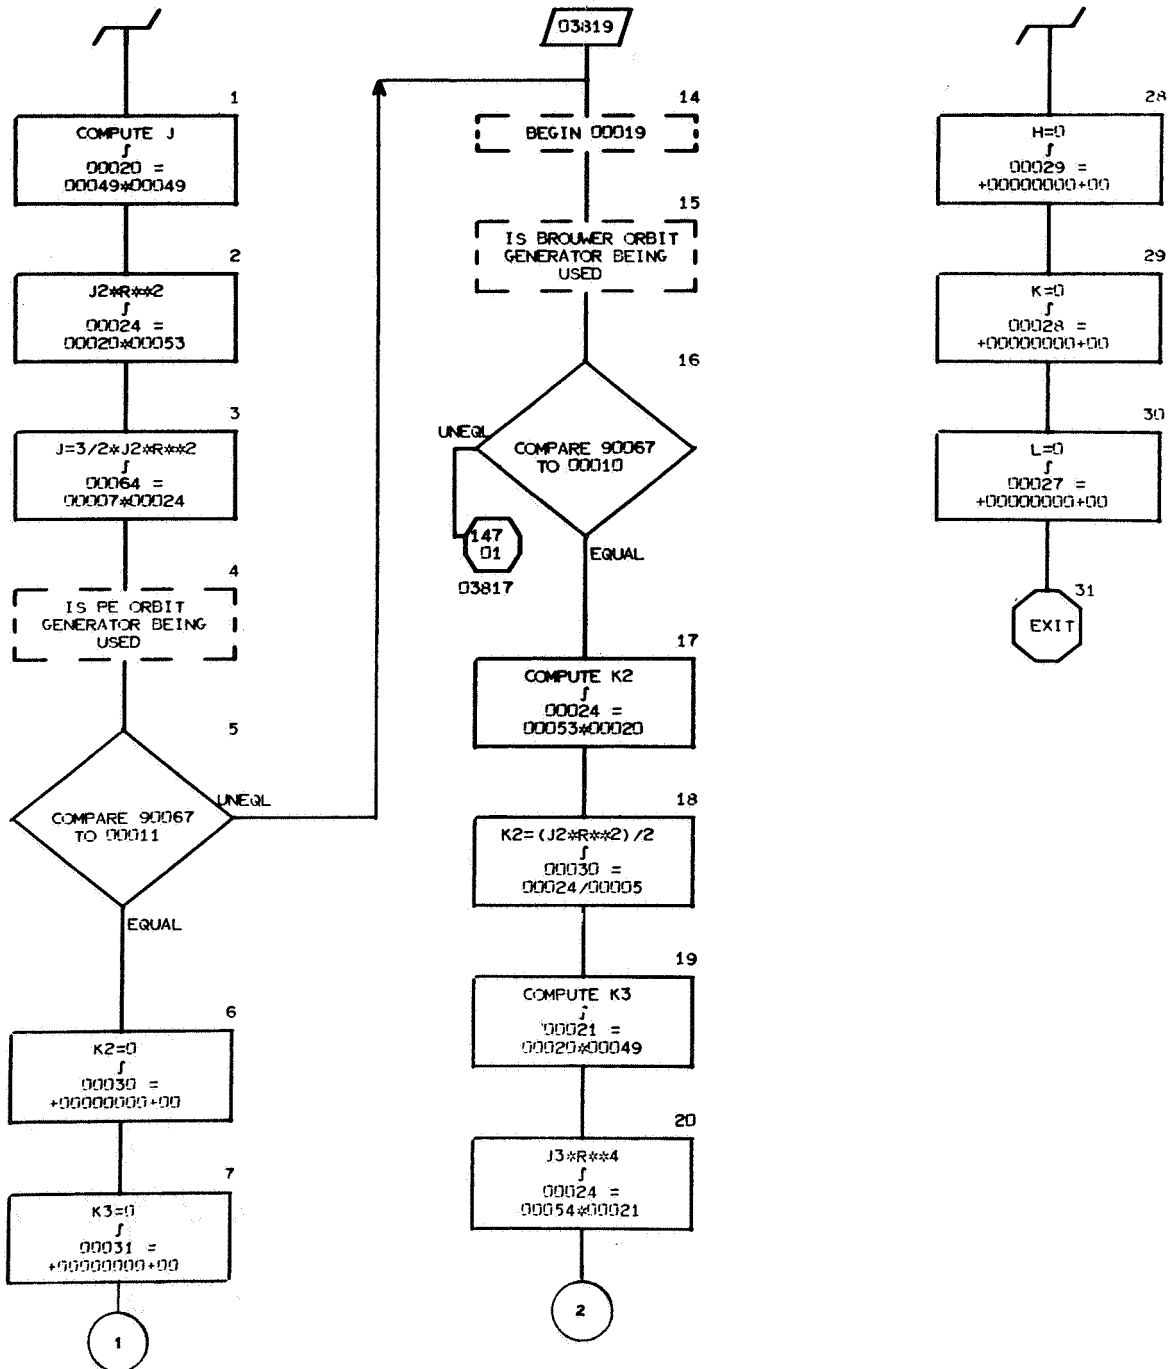 1
COMPUTE J
∫
00020 =
00049*00049
2
J2*R**2
∫
00024 =
00020*00053
3
J=3/2*J2*R**2
∫
00064 =
00007*00024
4
IS PE ORBIT
GENERATOR BEING
USED
5
COMPARE 90067
TO 00011
UNEQL
EQUAL
6
K2=0
∫
00030 =
+00000000+00
7
K3=0
∫
00031 =
+00000000+00
1
03819
14
BEGIN 00019
15
IS BROUWER ORBIT
GENERATOR BEING
USED
16
UNEQL
COMPARE 90067
TO 00010
147
01
03817
EQUAL
17
COMPUTE K2
∫
00024 =
00053*00020
18
K2=(J2*R**2)/2
∫
00030 =
00024/00005
19
COMPUTE K3
∫
00021 =
00020*00049
20
J3*R**4
∫
00024 =
00054*00021
2
28
H=0
∫
00029 =
+00000000+00
29
K=0
∫
00028 =
+00000000+00
30
L=0
∫
00027 =
+00000000+00
31
EXIT